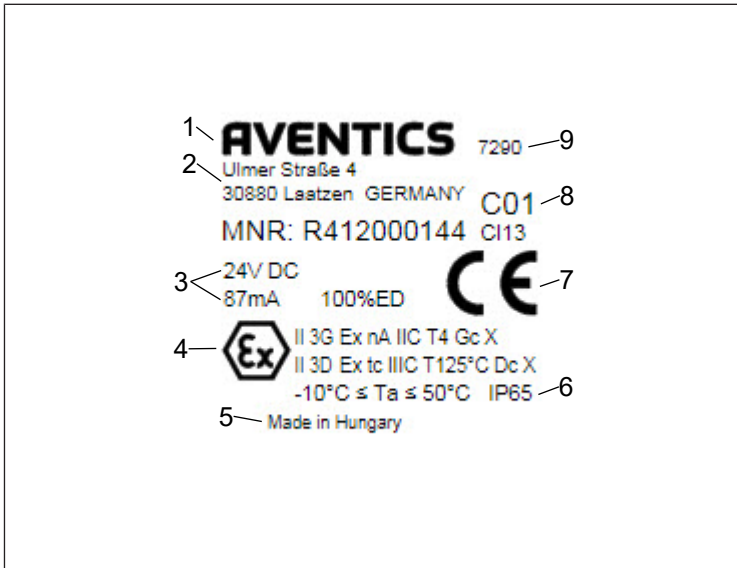 1 AVENTICS 7290 9
2 Ulmer Straße 4
30880 Laatzen GERMANY C01 8
MNR: R412000144 CI13
3 24V DC
87mA 100%ED CE 7
4 Ex II 3G Ex nA IIC T4 Gc X
II 3D Ex tc IIIC T125°C Dc X
-10°C ≤ Ta ≤ 50°C IP65 6
5 Made in Hungary